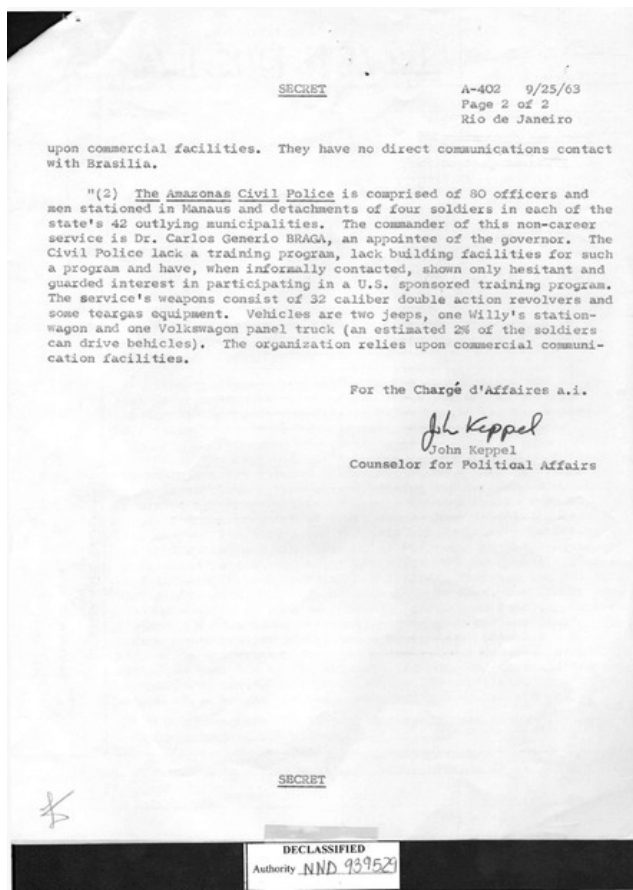 SECRET
A-402 9/25/63
Page 2 of 2
Rio de Janeiro
upon commercial facilities. They have no direct communications contact
with Brasilia.
"(2) The Amazonas Civil Police is comprised of 80 officers and
men stationed in Manaus and detachments of four soldiers in each of the
state's 42 outlying municipalities. The commander of this non-career
service is Dr. Carlos Generio BRAGA, an appointee of the governor. The
Civil Police lack a training program, lack building facilities for such
a program and have, when informally contacted, shown only hesitant and
guarded interest in participating in a U.S. sponsored training program.
The service's weapons consist of 32 caliber double action revolvers and
some teargas equipment. Vehicles are two jeeps, one Willy's station-
wagon and one Volkswagon panel truck (an estimated 2% of the soldiers
can drive behicles). The organization relies upon commercial communi-
cation facilities.
For the Chargé d'Affaires a.i.
John Keppel
John Keppel
Counselor for Political Affairs
SECRET
DECLASSIFIED
Authority NND 939529